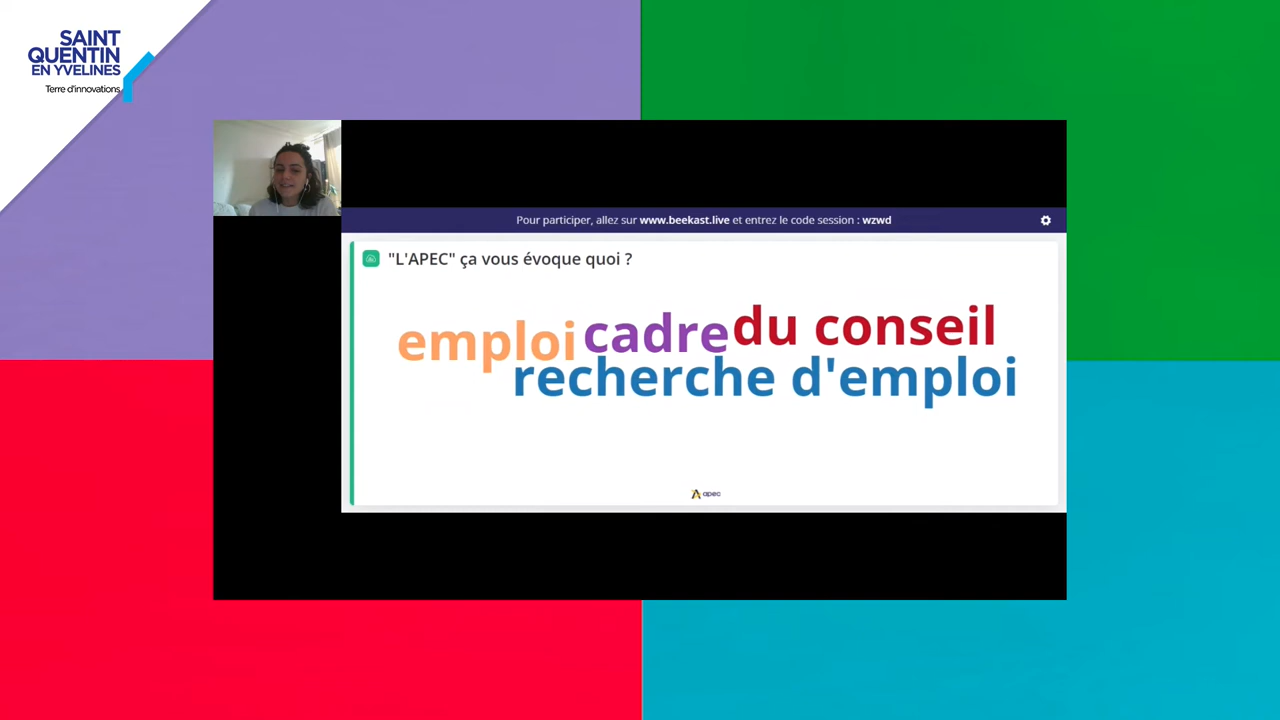 SAINT
QUENTIN
EN YVELINES
Terre d'innovations
Pour participer, allez sur www.beekast.live et entrez le code session : wzwd
"L'APEC" ça vous évoque quoi ?
emploi cadre du conseil
recherche d'emploi
apec